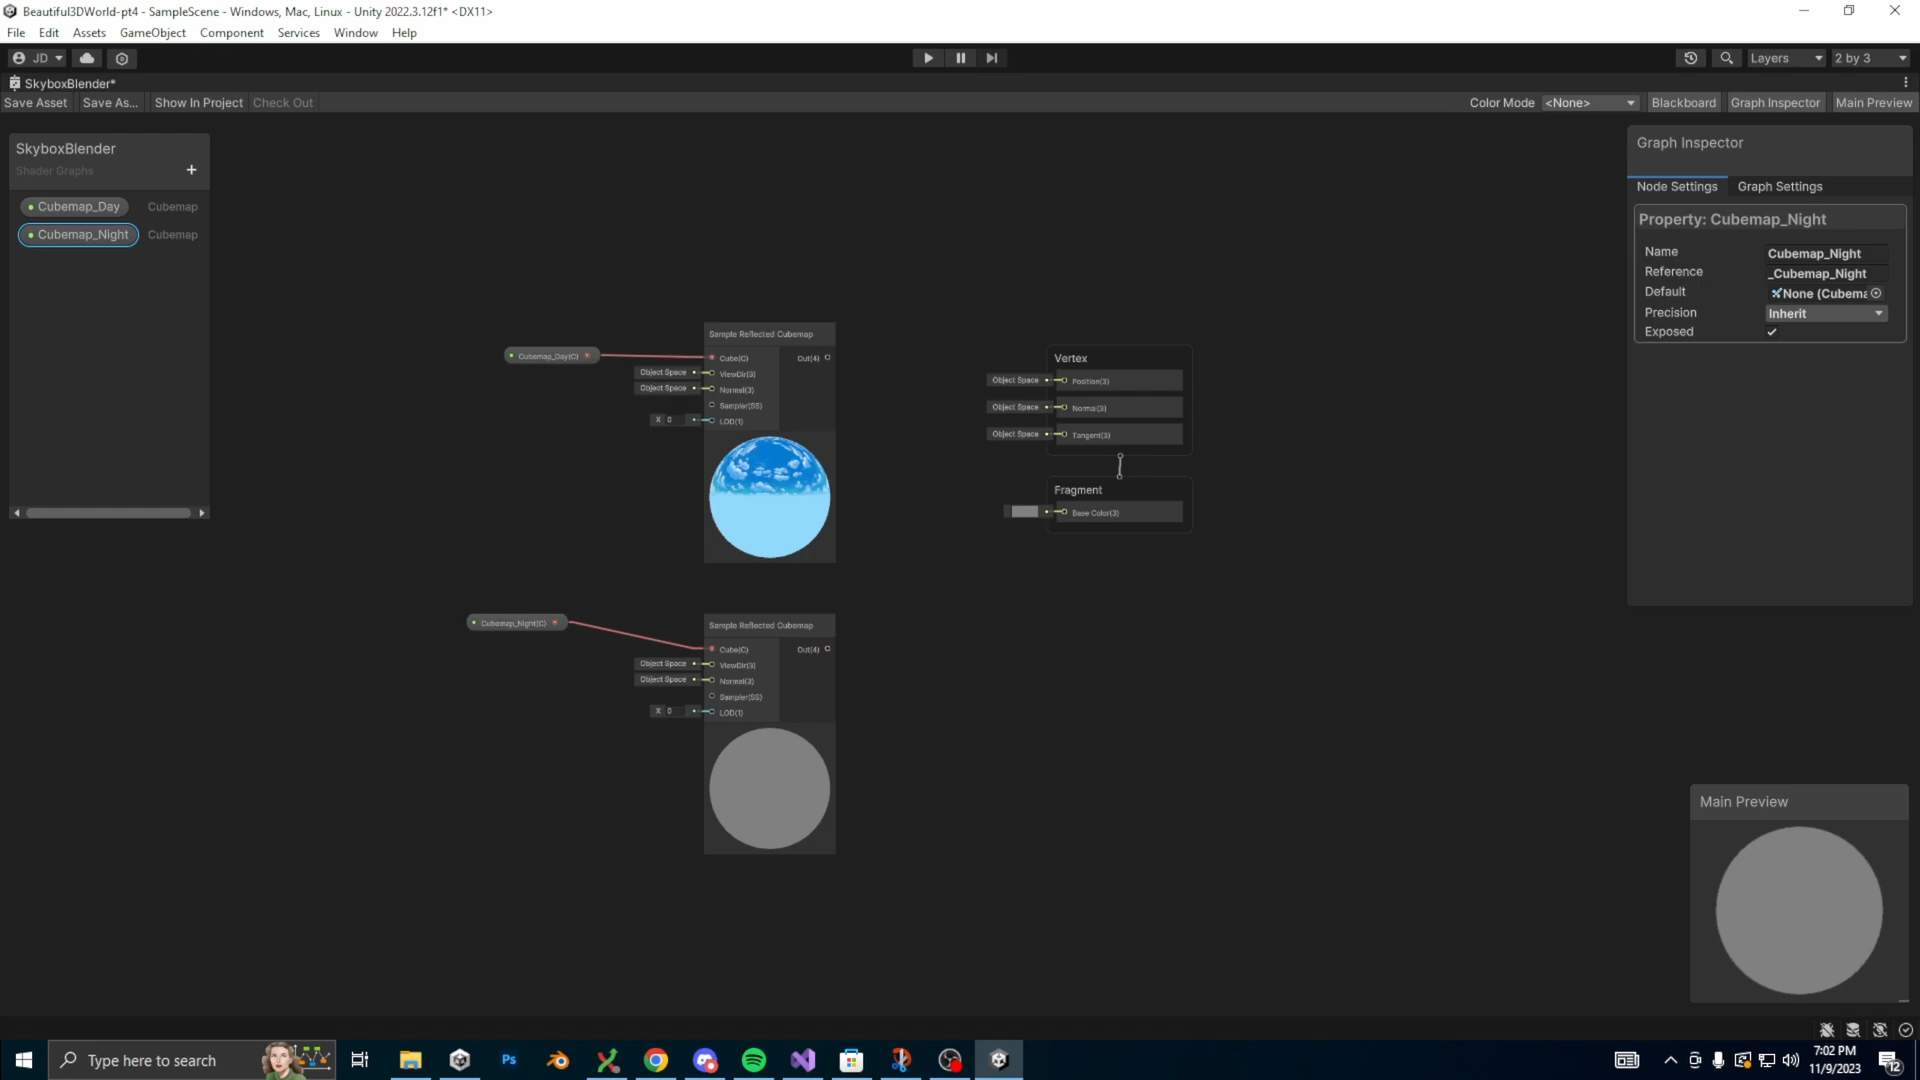 Beautiful3DWorld-pt4 - SampleScene - Windows, Mac, Linux - Unity 2022.3.12f1* <DX11>
File Edit Assets GameObject Component Services Window Help
JD
Layers
2 by 3
SkyboxBlender*
Save Asset Save As... Show In Project Check Out
Color Mode <None> Blackboard Graph Inspector Main Preview
SkyboxBlender
Shader Graphs
+
Cubemap_Day Cubemap
Cubemap_Night Cubemap
Graph Inspector
Node Settings Graph Settings
Property: Cubemap_Night
Name Cubemap_Night
Reference _Cubemap_Night
Default None (Cubema
Precision Inherit
Exposed
Cubemap_Day(C)
Sample Reflected Cubemap
Cube(C) Out(4)
Object Space ViewDir(3)
Object Space Normal(3)
Sampler(SS)
X 0 LOD(1)
Vertex
Object Space Position(3)
Object Space Normal(3)
Object Space Tangent(3)
Fragment
Base Color(3)
Cubemap_Night(C)
Sample Reflected Cubemap
Cube(C) Out(4)
Object Space ViewDir(3)
Object Space Normal(3)
Sampler(SS)
X 0 LOD(1)
Main Preview
Type here to search
Ps
7:02 PM
11/9/2023
12